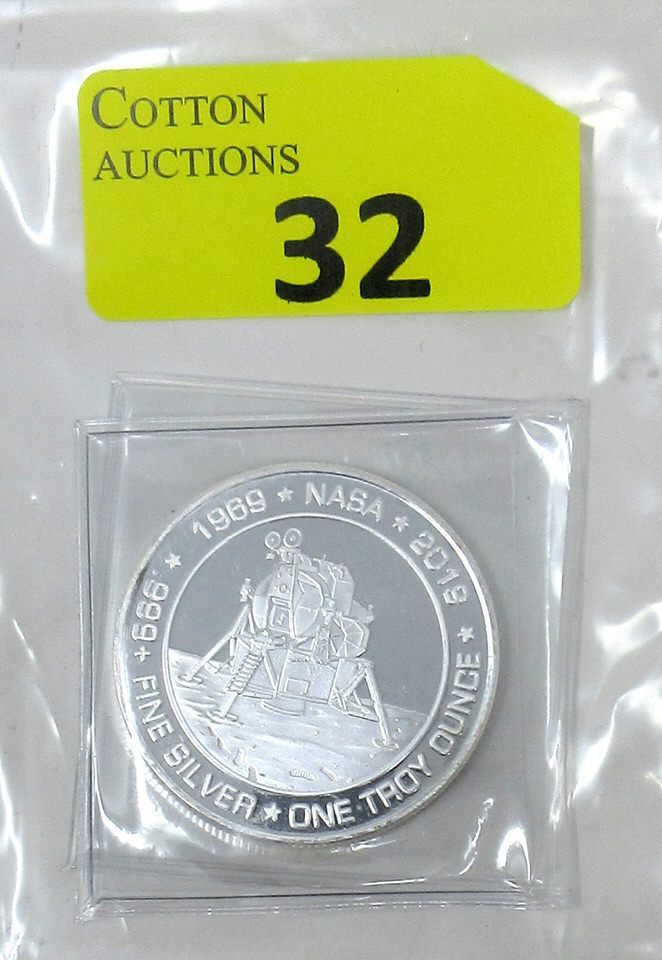 COTTON
AUCTIONS
32
1969 ★ NASA ★ 2019 ★
.999+ FINE SILVER ★ ONE TROY OUNCE ★